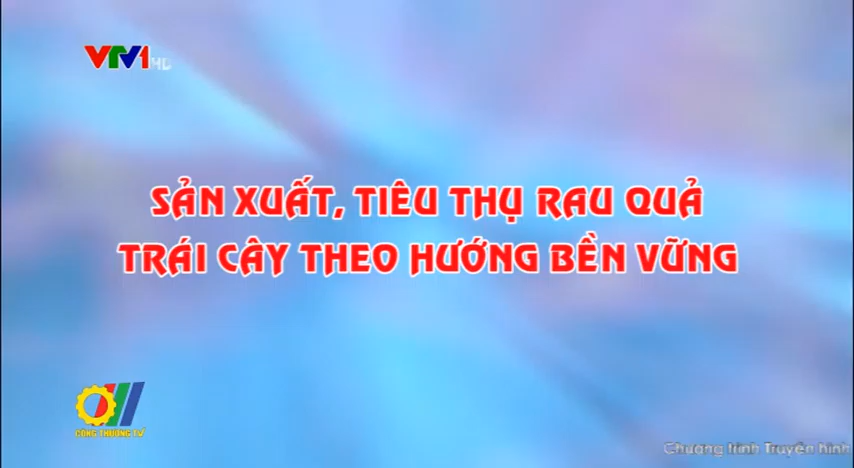 VTV1 HD
SẢN XUẤT, TIÊU THỤ RAU QUẢ
TRÁI CÂY THEO HƯỚNG BỀN VỮNG
CÔNG THƯƠNG TV
Chương trình Truyền hình